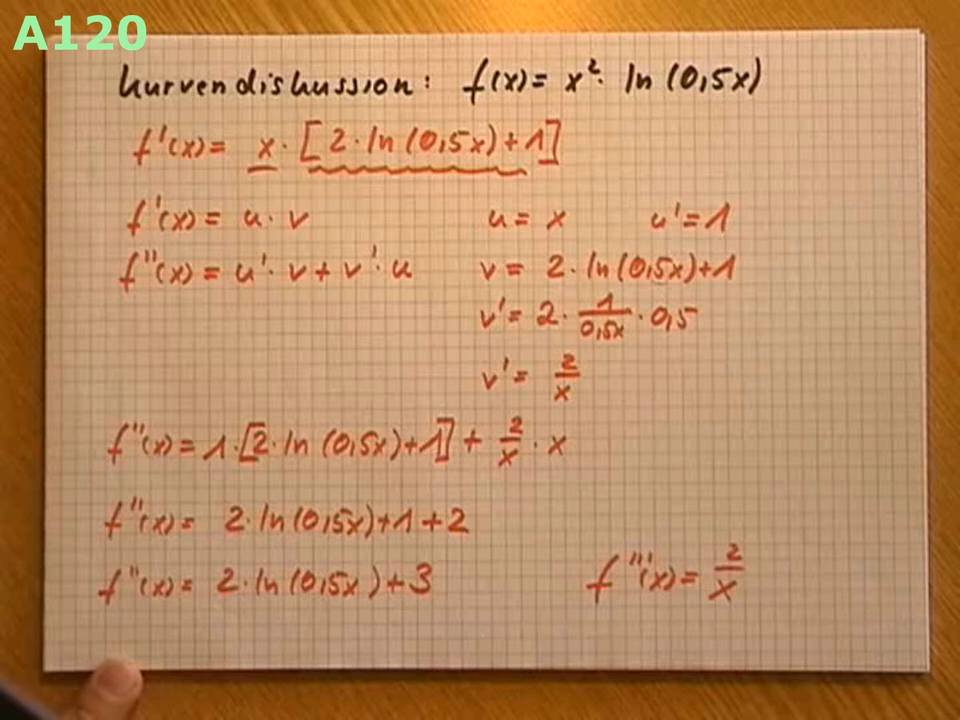 A120
Kurvendiskussion: f(x) = x² · ln (0,5x)
f'(x) = x · [2 · ln (0,5x) + 1]
f'(x) = u · v   u = x   u' = 1
f''(x) = u' · v + v' · u   v = 2 · ln (0,5x) + 1
v' = 2 · 1/0,5x · 0,5
v' = 2/x
f''(x) = 1 · [2 · ln (0,5x) + 1] + 2/x · x
f''(x) = 2 · ln (0,5x) + 1 + 2
f''(x) = 2 · ln (0,5x) + 3   f'''(x) = 2/x